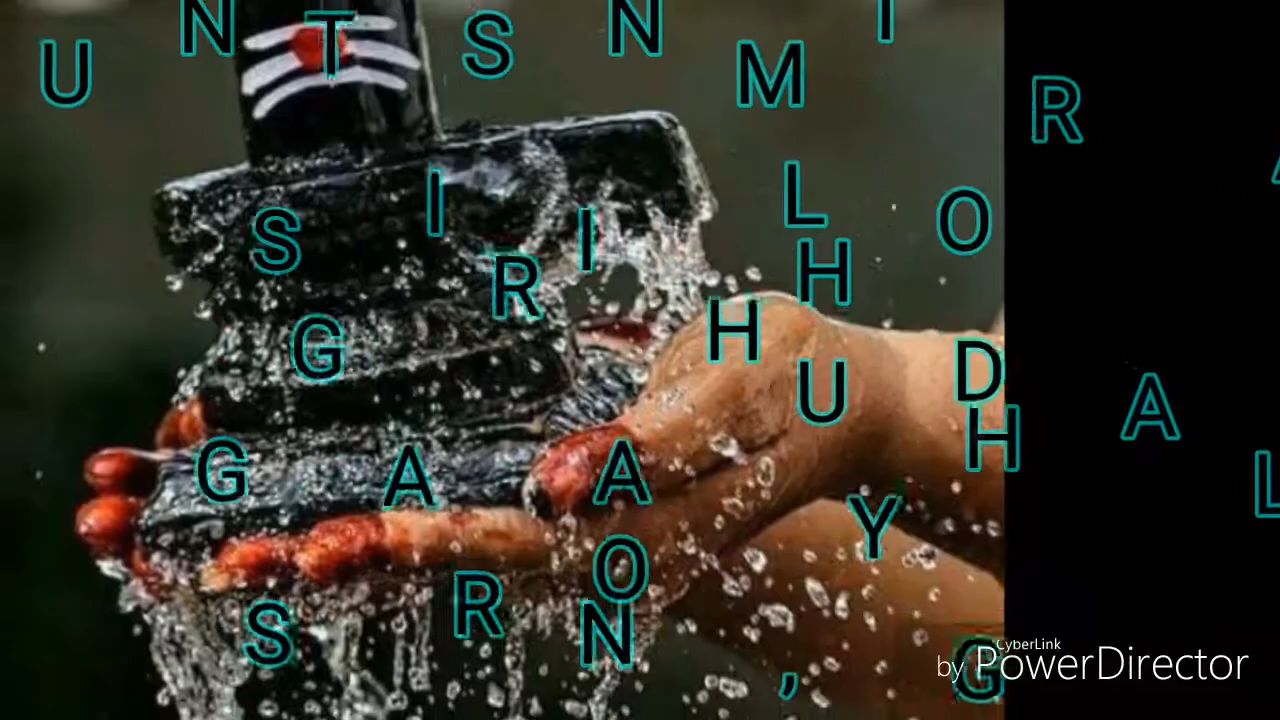 U N T S N M I
R
S I I L O
R H
G H D
U A
G A A H L
Y
O
S R N
, G
CyberLink
by PowerDirector